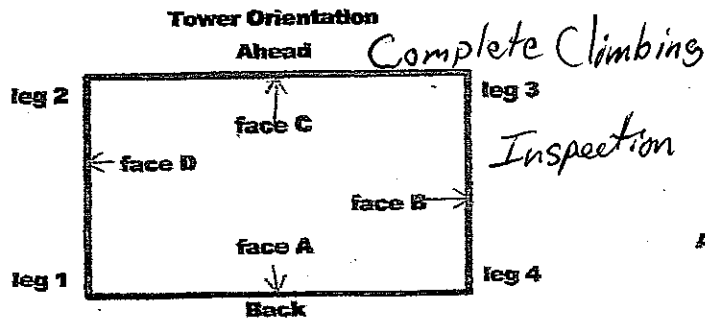 Tower Orientation
Ahead
Complete Climbing
leg 2
leg 3
face C
Inspection
face D
face B
face A
leg 1
leg 4
Back